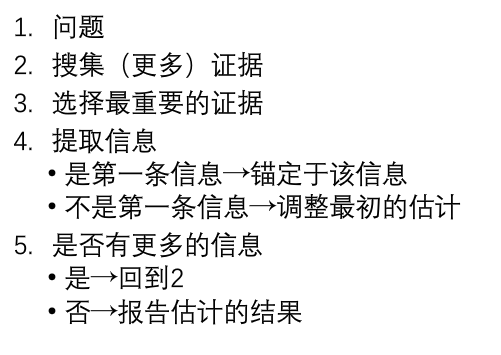 1. 问题
2. 搜集（更多）证据
3. 选择最重要的证据
4. 提取信息
• 是第一条信息→锚定于该信息
• 不是第一条信息→调整最初的估计
5. 是否有更多的信息
• 是→回到2
• 否→报告估计的结果